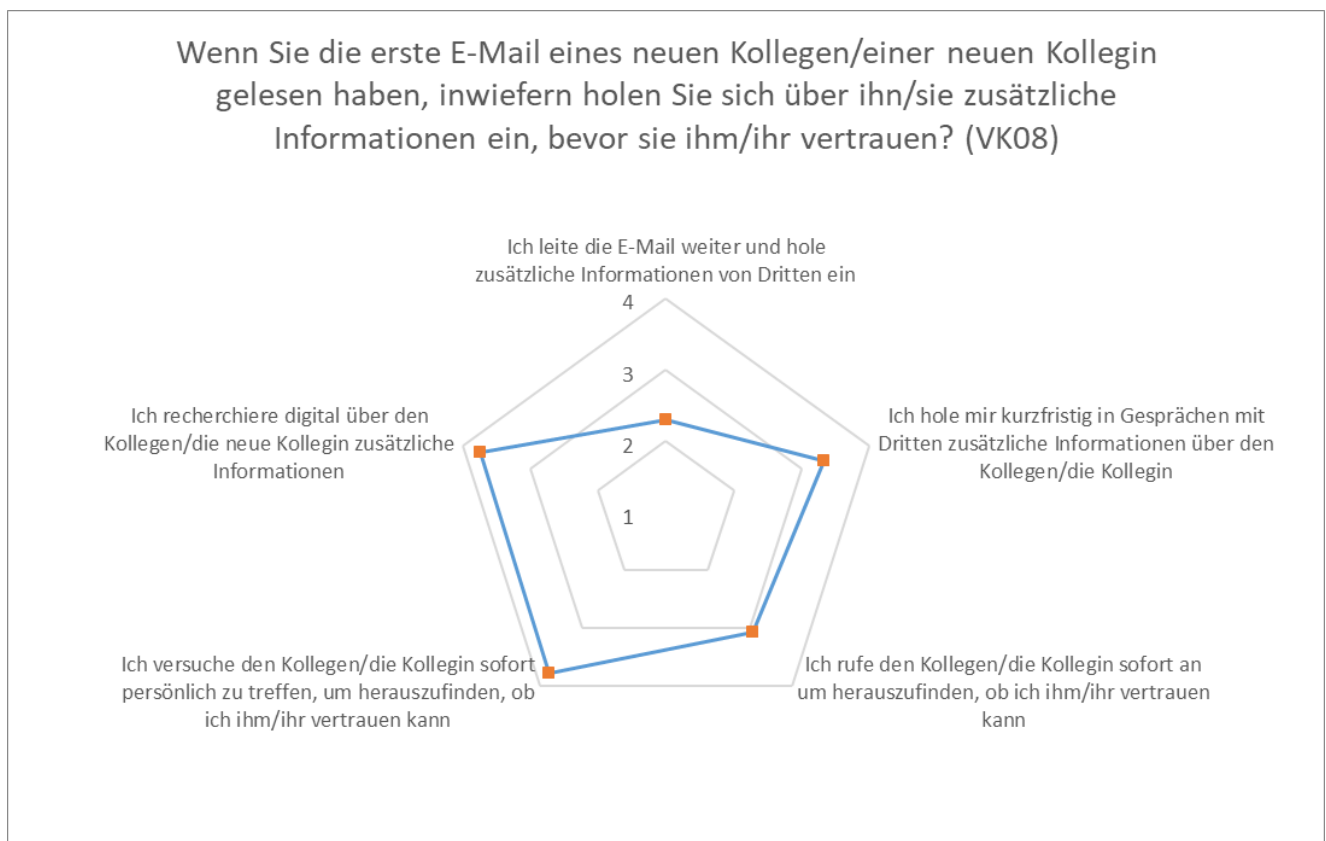 Wenn Sie die erste E-Mail eines neuen Kollegen/einer neuen Kollegin
gelesen haben, inwiefern holen Sie sich über ihn/sie zusätzliche
Informationen ein, bevor sie ihm/ihr vertrauen? (VK08)
Ich leite die E-Mail weiter und hole
zusätzliche Informationen von Dritten ein
4
3
2
1
Ich hole mir kurzfristig in Gesprächen mit
Dritten zusätzliche Informationen über den
Kollegen/die Kollegin
Ich rufe den Kollegen/die Kollegin sofort an
um herauszufinden, ob ich ihm/ihr vertrauen
kann
Ich versuche den Kollegen/die Kollegin sofort
persönlich zu treffen, um herauszufinden, ob
ich ihm/ihr vertrauen kann
Ich recherchiere digital über den
Kollegen/die neue Kollegin zusätzliche
Informationen